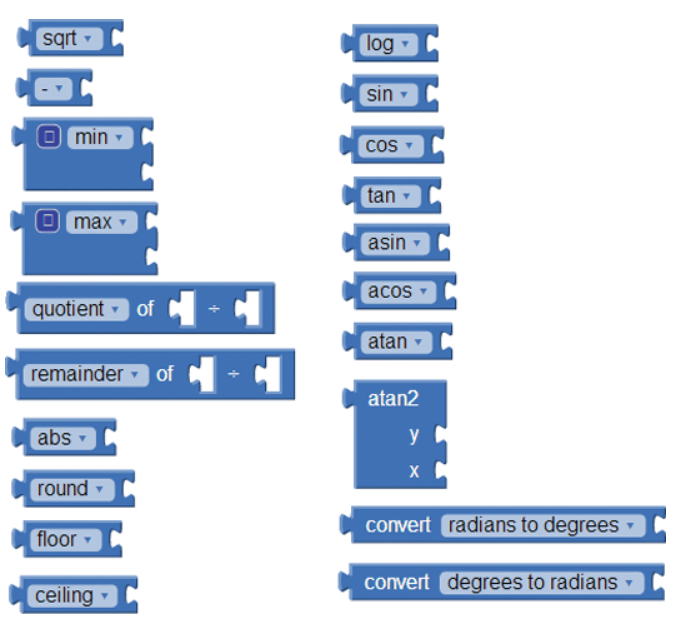 sqrt
-
min
max
quotient of ÷
remainder of ÷
abs
round
floor
ceiling
log
sin
cos
tan
asin
acos
atan
atan2
y
x
convert radians to degrees
convert degrees to radians